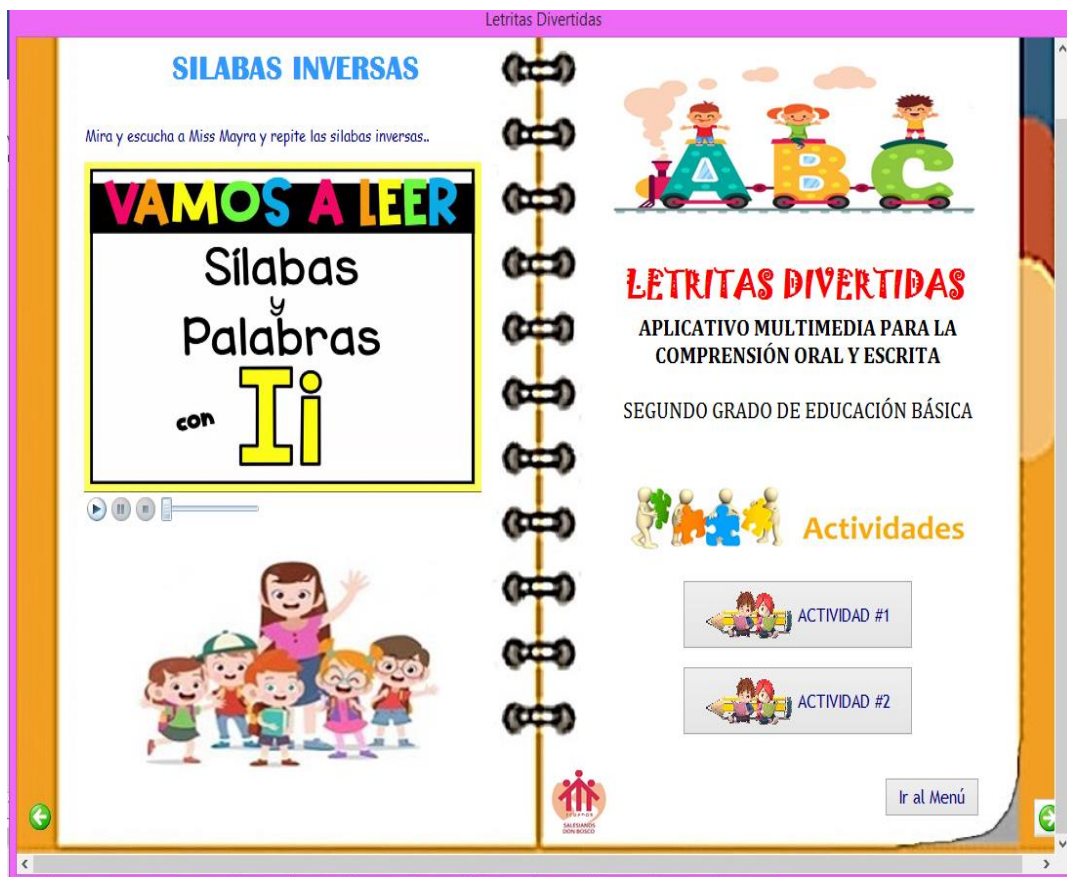 Letritas Divertidas
SILABAS INVERSAS
Mira y escucha a Miss Mayra y repite las silabas inversas..
VAMOS A LEER
Sílabas
y
Palabras
con Ii
A B C
LETRITAS DIVERTIDAS
APLICATIVO MULTIMEDIA PARA LA
COMPRENSIÓN ORAL Y ESCRITA
SEGUNDO GRADO DE EDUCACIÓN BÁSICA
Actividades
ACTIVIDAD #1
ACTIVIDAD #2
Ir al Menú
ECUADOR
SALESIANOS
DON BOSCO